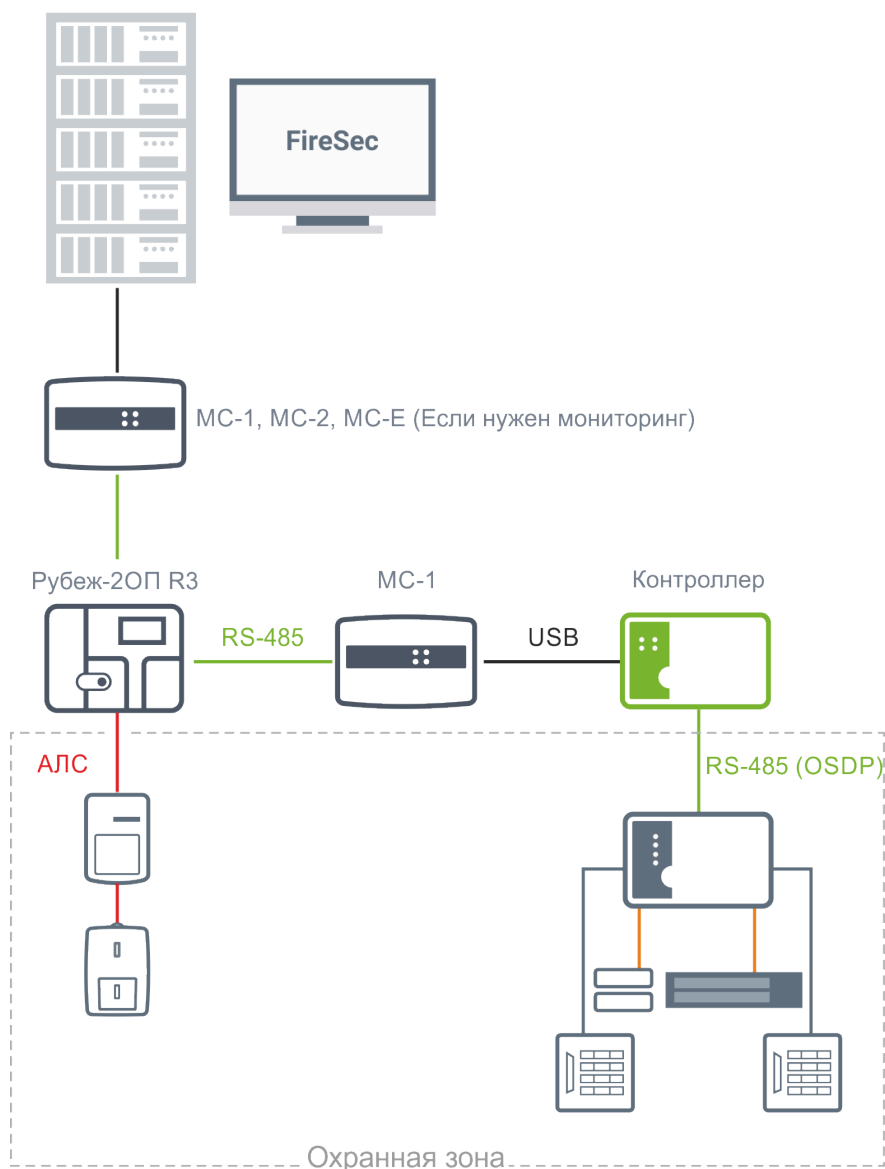 FireSec
МС-1, МС-2, МС-Е (Если нужен мониторинг)
Рубеж-2ОП R3
МС-1
Контроллер
RS-485
USB
АЛС
RS-485 (OSDP)
Охранная зона